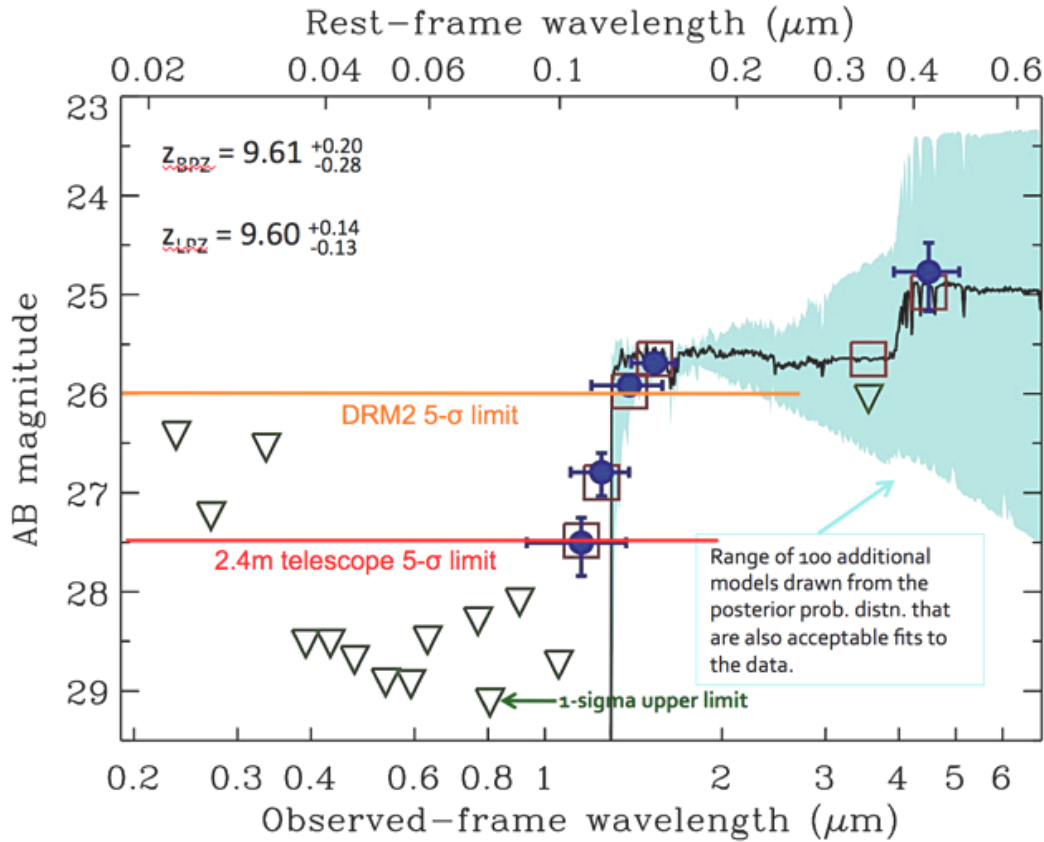 Rest-frame wavelength (μm)
0.02 0.04 0.06 0.1 0.2 0.3 0.4 0.6
23
24
25
26
27
28
29
AB magnitude
z_BPZ = 9.61 +0.20 -0.28
z_LPZ = 9.60 +0.14 -0.13
DRM2 5-σ limit
2.4m telescope 5-σ limit
Range of 100 additional
models drawn from the
posterior prob. distn. that
are also acceptable fits to
the data.
1-sigma upper limit
0.2 0.3 0.4 0.6 0.8 1 2 3 4 5 6
Observed-frame wavelength (μm)